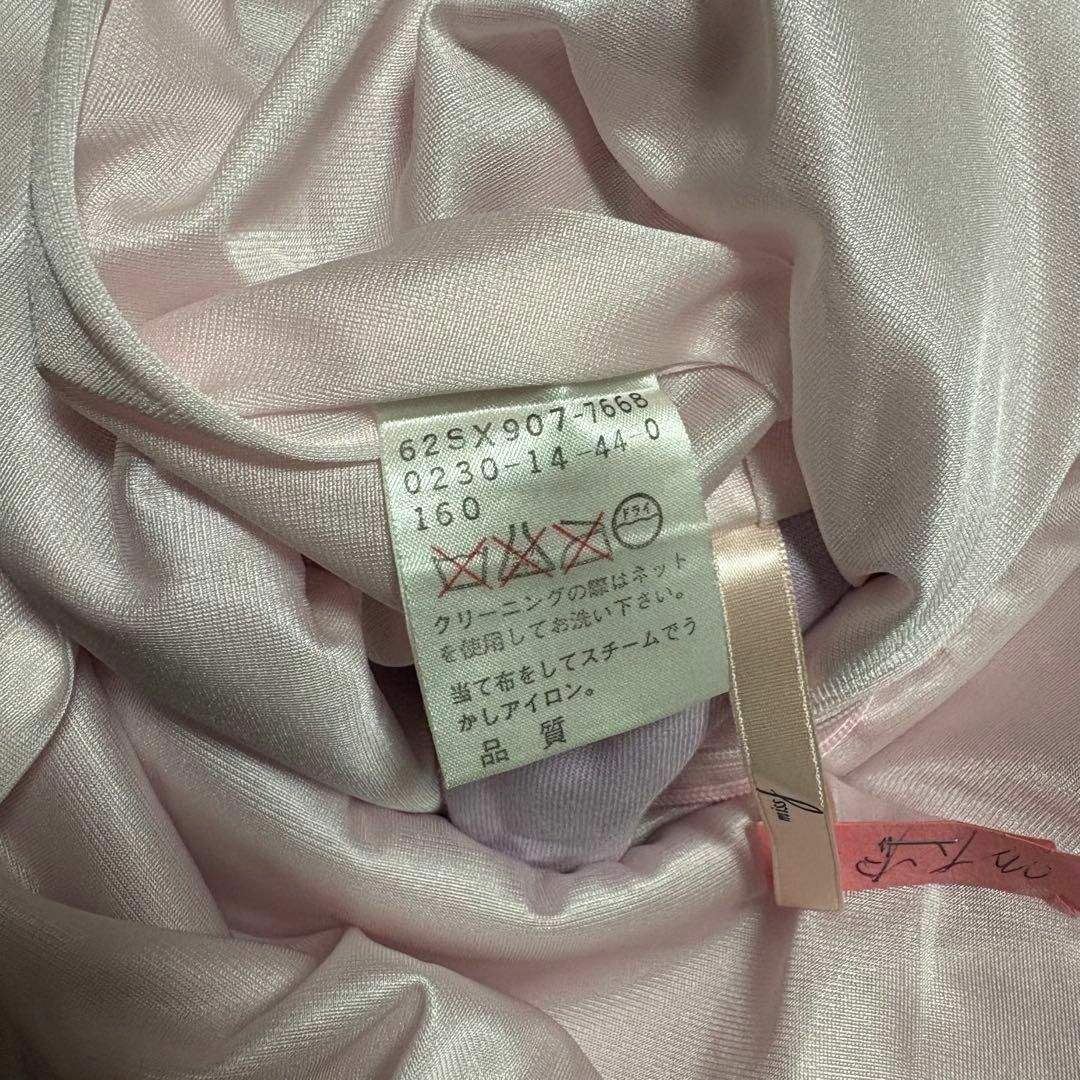 62SX907-7668
0230-14-44-0
160
ドライ
クリーニングの際はネット
を使用してお洗い下さい。
当て布をしてスチームでう
かしアイロン。
品 質
miss